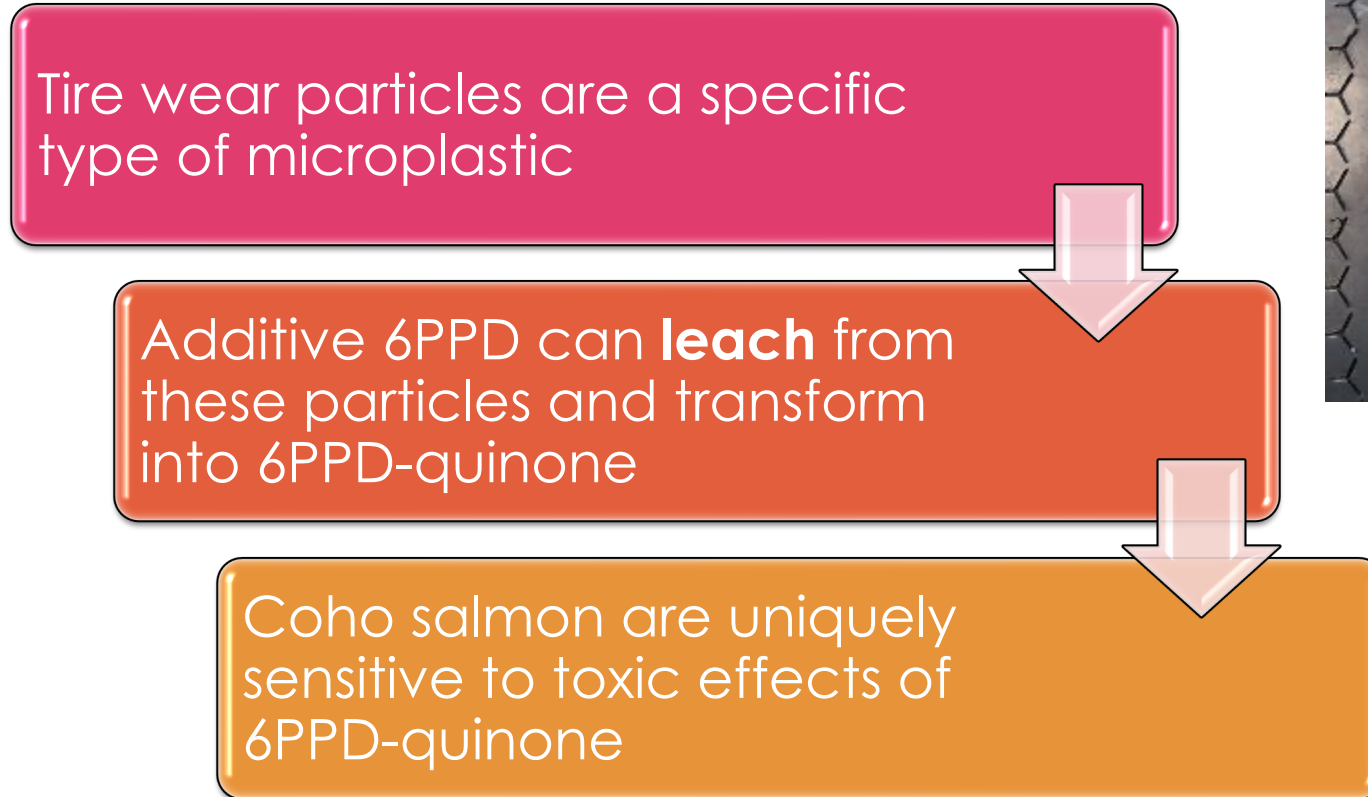 Tire wear particles are a specific
type of microplastic
Additive 6PPD can leach from
these particles and transform
into 6PPD-quinone
Coho salmon are uniquely
sensitive to toxic effects of
6PPD-quinone